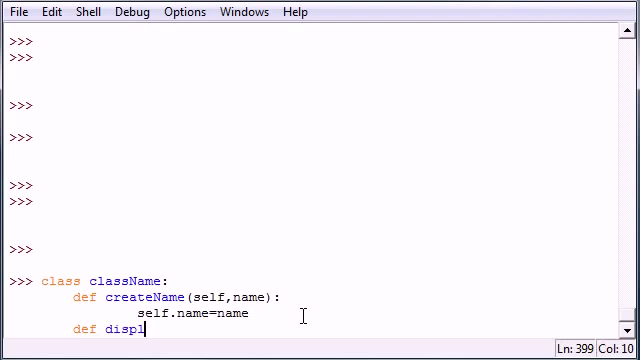 File Edit Shell Debug Options Windows Help
>>>
>>>
>>>
>>>
>>>
>>>
>>>
>>> class className:
def createName(self,name):
self.name=name
def displ
Ln: 399 Col: 10